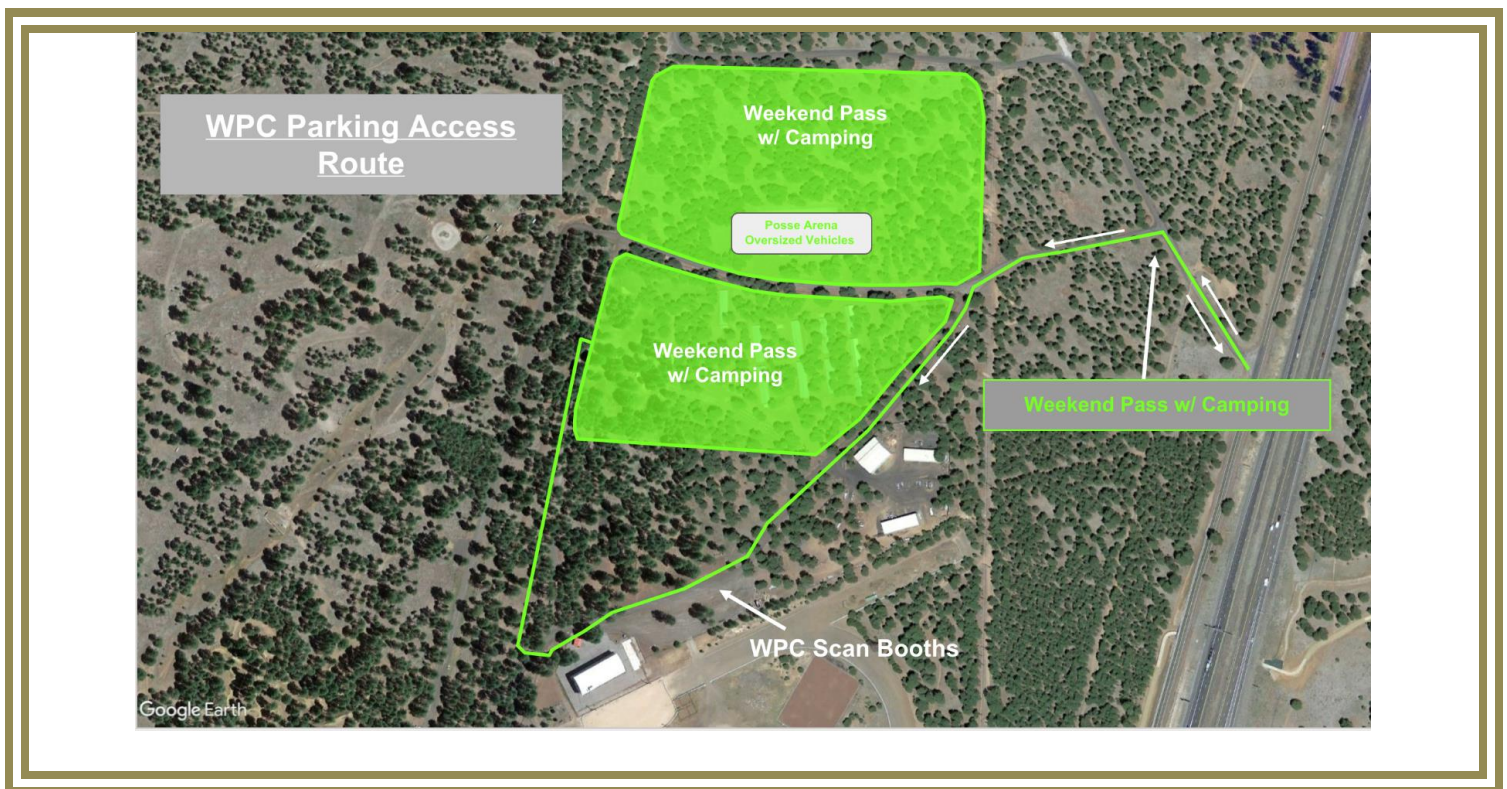 WPC Parking Access
Route
Weekend Pass
w/ Camping
Posse Arena
Oversized Vehicles
Weekend Pass
w/ Camping
Weekend Pass w/ Camping
WPC Scan Booths
Google Earth